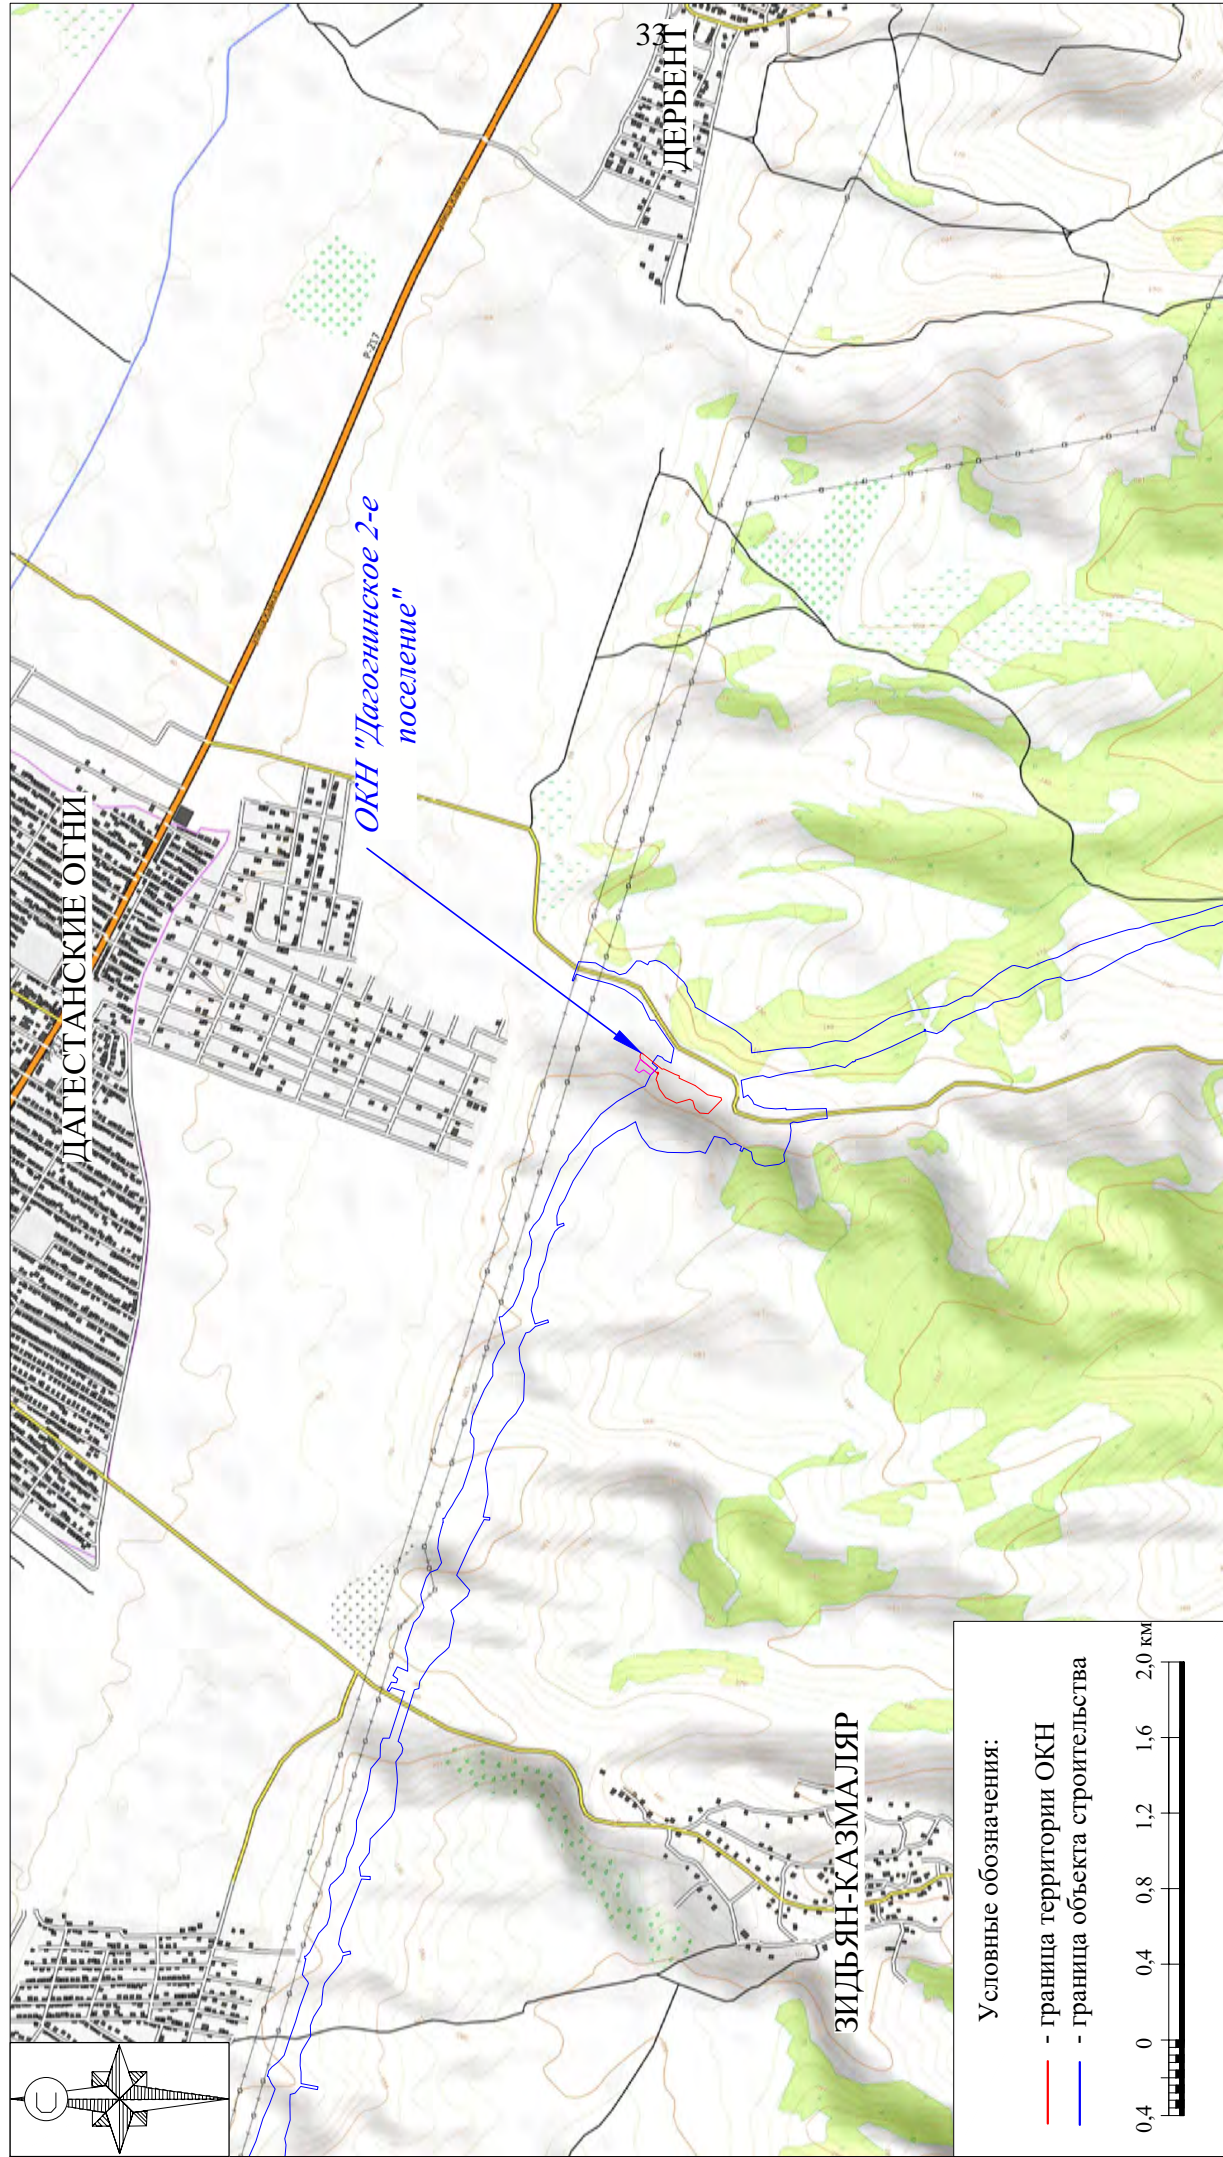 33
ДЕРБЕНТ
ДАГЕСТАНСКИЕ ОГНИ
Р-217
ОКН "Дагогнинское 2-е
поселение"
ЗИДЬЯН-КАЗМАЛЯР
С
Условные обозначения:
- граница территории ОКН
- граница объекта строительства
0,4 0 0,4 0,8 1,2 1,6 2,0 км